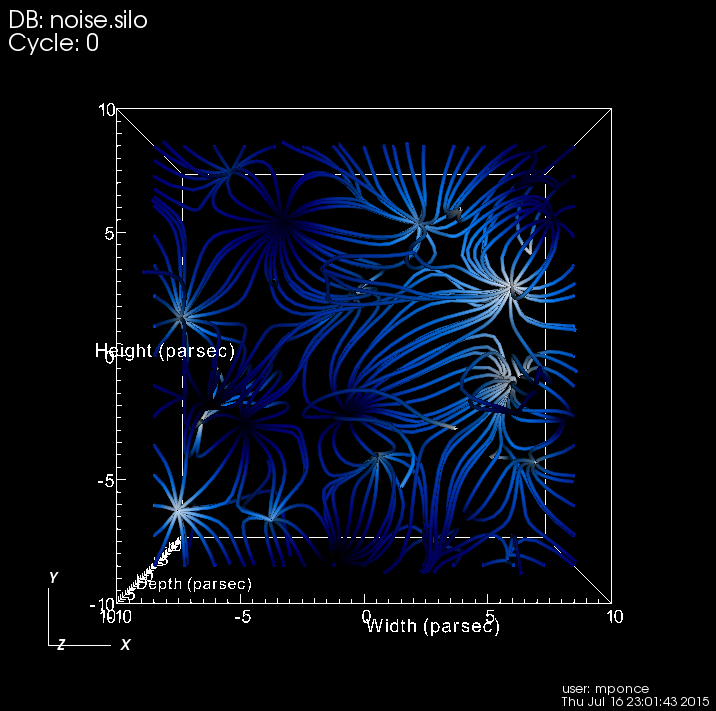 DB: noise.silo
Cycle: 0
10
5
Height (parsec)
0
-5
Depth (parsec)
-10
-5
0
5
10
Width (parsec)
Y
Z
X
user: mponce
Thu Jul 16 23:01:43 2015